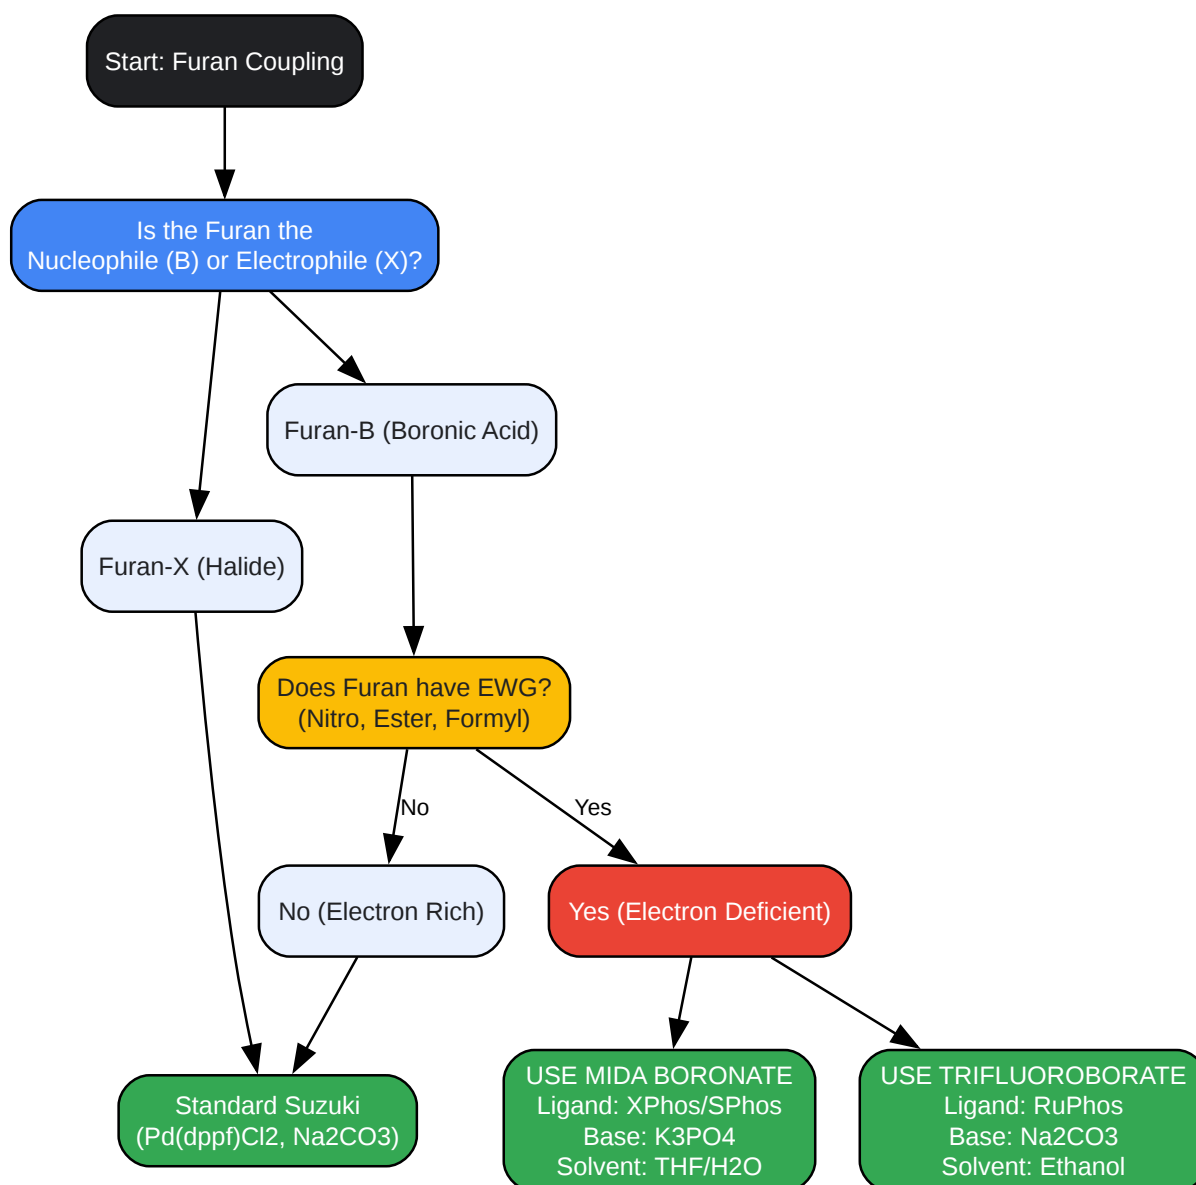 Start: Furan Coupling
Is the Furan the
Nucleophile (B) or Electrophile (X)?
Furan-B (Boronic Acid)
Furan-X (Halide)
Does Furan have EWG?
(Nitro, Ester, Formyl)
No
Yes
No (Electron Rich)
Yes (Electron Deficient)
Standard Suzuki
(Pd(dppf)Cl2, Na2CO3)
USE MIDA BORONATE
Ligand: XPhos/SPhos
Base: K3PO4
Solvent: THF/H2O
USE TRIFLUOROBORATE
Ligand: RuPhos
Base: Na2CO3
Solvent: Ethanol